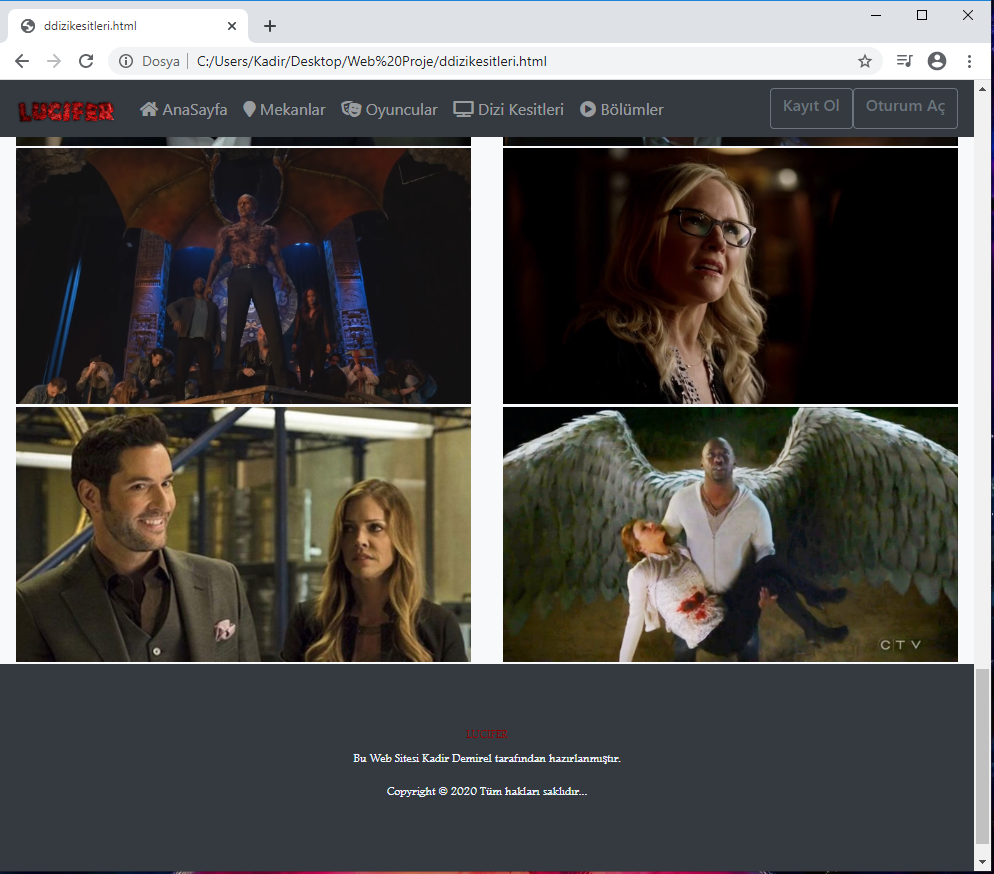 ddizikesitleri.html
Dosya C:/Users/Kadir/Desktop/Web%20Proje/ddizikesitleri.html
LUCIFER AnaSayfa Mekanlar Oyuncular Dizi Kesitleri Bölümler Kayıt Ol Oturum Aç
CTV
LUCIFER
Bu Web Sitesi Kadir Demirel tarafından hazırlanmıştır.
Copyright © 2020 Tüm hakları saklıdır...